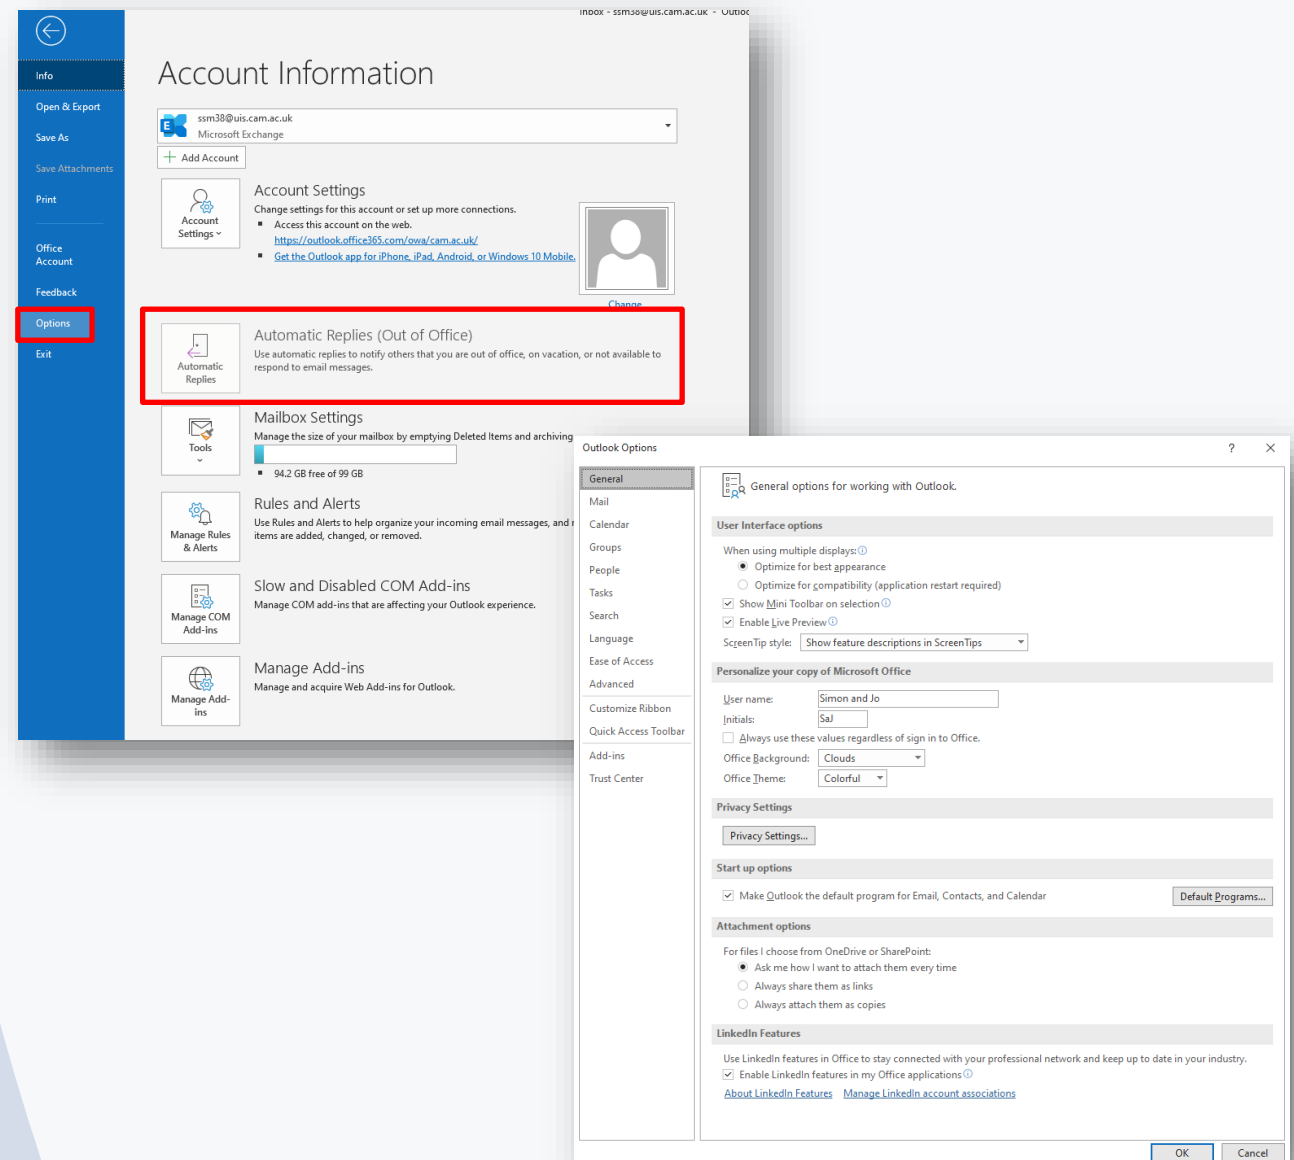 Inbox - ssm38@uis.cam.ac.uk - Outloo
Info
Open & Export
Save As
Save Attachments
Print
Office
Account
Feedback
Options
Exit
Account Information
ssm38@uis.cam.ac.uk
Microsoft Exchange
Add Account
Account
Settings
Account Settings
Change settings for this account or set up more connections.
Access this account on the web.
https://outlook.office365.com/owa/cam.ac.uk/
Get the Outlook app for iPhone, iPad, Android, or Windows 10 Mobile.
Change
Automatic
Replies
Automatic Replies (Out of Office)
Use automatic replies to notify others that you are out of office, on vacation, or not available to
respond to email messages.
Tools
Mailbox Settings
Manage the size of your mailbox by emptying Deleted Items and archiving
94.2 GB free of 99 GB
Manage Rules
& Alerts
Rules and Alerts
Use Rules and Alerts to help organize your incoming email messages, and
items are added, changed, or removed.
Manage COM
Add-ins
Slow and Disabled COM Add-ins
Manage COM add-ins that are affecting your Outlook experience.
Manage Add-
ins
Manage Add-ins
Manage and acquire Web Add-ins for Outlook.
Outlook Options
General
Mail
Calendar
Groups
People
Tasks
Search
Language
Ease of Access
Advanced
Customize Ribbon
Quick Access Toolbar
Add-ins
Trust Center
General options for working with Outlook.
User Interface options
When using multiple displays:
Optimize for best appearance
Optimize for compatibility (application restart required)
Show Mini Toolbar on selection
Enable Live Preview
ScreenTip style: Show feature descriptions in ScreenTips
Personalize your copy of Microsoft Office
User name: Simon and Jo
Initials: SaJ
Always use these values regardless of sign in to Office.
Office Background: Clouds
Office Theme: Colorful
Privacy Settings
Privacy Settings...
Start up options
Make Outlook the default program for Email, Contacts, and Calendar
Default Programs...
Attachment options
For files I choose from OneDrive or SharePoint:
Ask me how I want to attach them every time
Always share them as links
Always attach them as copies
LinkedIn Features
Use LinkedIn features in Office to stay connected with your professional network and keep up to date in your industry.
Enable LinkedIn features in my Office applications
About LinkedIn Features Manage LinkedIn account associations
OK Cancel